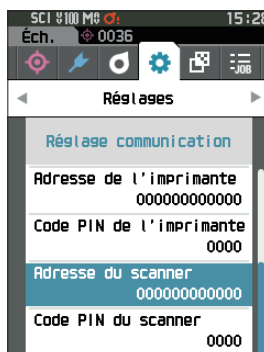 SCI 100 M0 15:28
Éch. 0036
-JOB
Réglages
Réglage communication
Adresse de l'imprimante
000000000000
Code PIN de l'imprimante
0000
Adresse du scanner
000000000000
Code PIN du scanner
0000